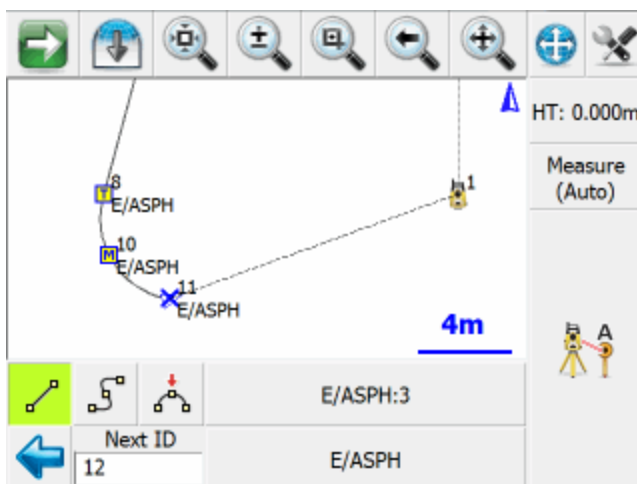 HT: 0.000m
Measure
(Auto)
8
T
E/ASPH
1
10
M
E/ASPH
11
E/ASPH
4m
A
E/ASPH:3
Next ID
12
E/ASPH